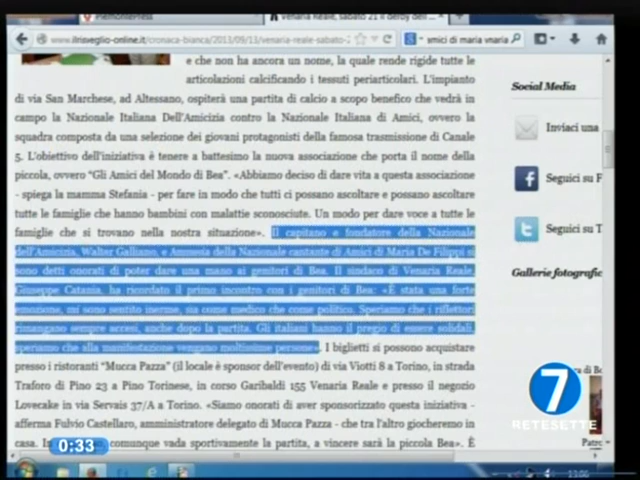 PiemontePress
Venaria Reale, sabato 21 il derby dell'...
www.ilrisveglio-online.it/cronaca-bianca/2013/09/13/venaria-reale-sabato-2
amici di maria vnaria
e che non ha ancora un nome, la quale rende rigide tutte le
articolazioni calcificando i tessuti periarticolari. L'impianto
di via San Marchese, ad Altessano, ospiterà una partita di calcio a scopo benefico che vedrà in
campo la Nazionale Italiana Dell'Amicizia contro la Nazionale Italiana di Amici, ovvero la
squadra composta da una selezione dei giovani protagonisti della famosa trasmissione di Canale
5. L'obiettivo dell'iniziativa è tenere a battesimo la nuova associazione che porta il nome della
piccola, ovvero "Gli Amici del Mondo di Bea". «Abbiamo deciso di dare vita a questa associazione
- spiega la mamma Stefania - per fare in modo che tutti ci possano ascoltare e possano ascoltare
tutte le famiglie che hanno bambini con malattie sconosciute. Un modo per dare voce a tutte le
famiglie che si trovano nella nostra situazione». Il capitano e fondatore della Nazionale
dell'Amicizia, Walter Galliano, e Amnesia della Nazionale cantante di Amici di Maria De Filippi si
sono detti onorati di poter dare una mano ai genitori di Bea. Il sindaco di Venaria Reale,
Giuseppe Catania, ha ricordato il primo incontro con i genitori di Bea: «È stata una forte
emozione, mi sono sentito inerme, sia come medico che come politico. Speriamo che i riflettori
rimangano sempre accesi, anche dopo la partita. Gli italiani hanno il pregio di essere solidali,
speriamo che alla manifestazione vengano moltissime persone». I biglietti si possono acquistare
presso i ristoranti "Mucca Pazza" (il locale è sponsor dell'evento) di via Viotti 8 a Torino, in strada
Traforo di Pino 23 a Pino Torinese, in corso Garibaldi 155 Venaria Reale e presso il negozio
Lovecake in via Servais 37/A a Torino. «Siamo onorati di aver sponsorizzato questa iniziativa -
afferma Fulvio Castellaro, amministratore delegato di Mucca Pazza - che tra l'altro giocheremo in
casa. In comunque vada sportivamente la partita, a vincere sarà la piccola Bea». È
Social Media
Inviaci una
Seguici su F
Seguici su T
Gallerie fotografic
a di Bo
Patro
7
RETESETTE
0:33
13:06